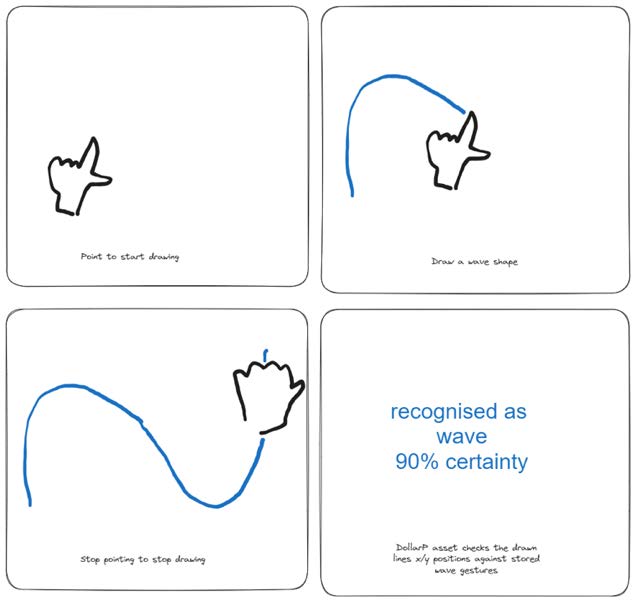 Point to start drawing
Draw a wave shape
Stop pointing to stop drawing
recognised as
wave
90% certainty
DollarP asset checks the drawn
lines x/y positions against stored
wave gestures